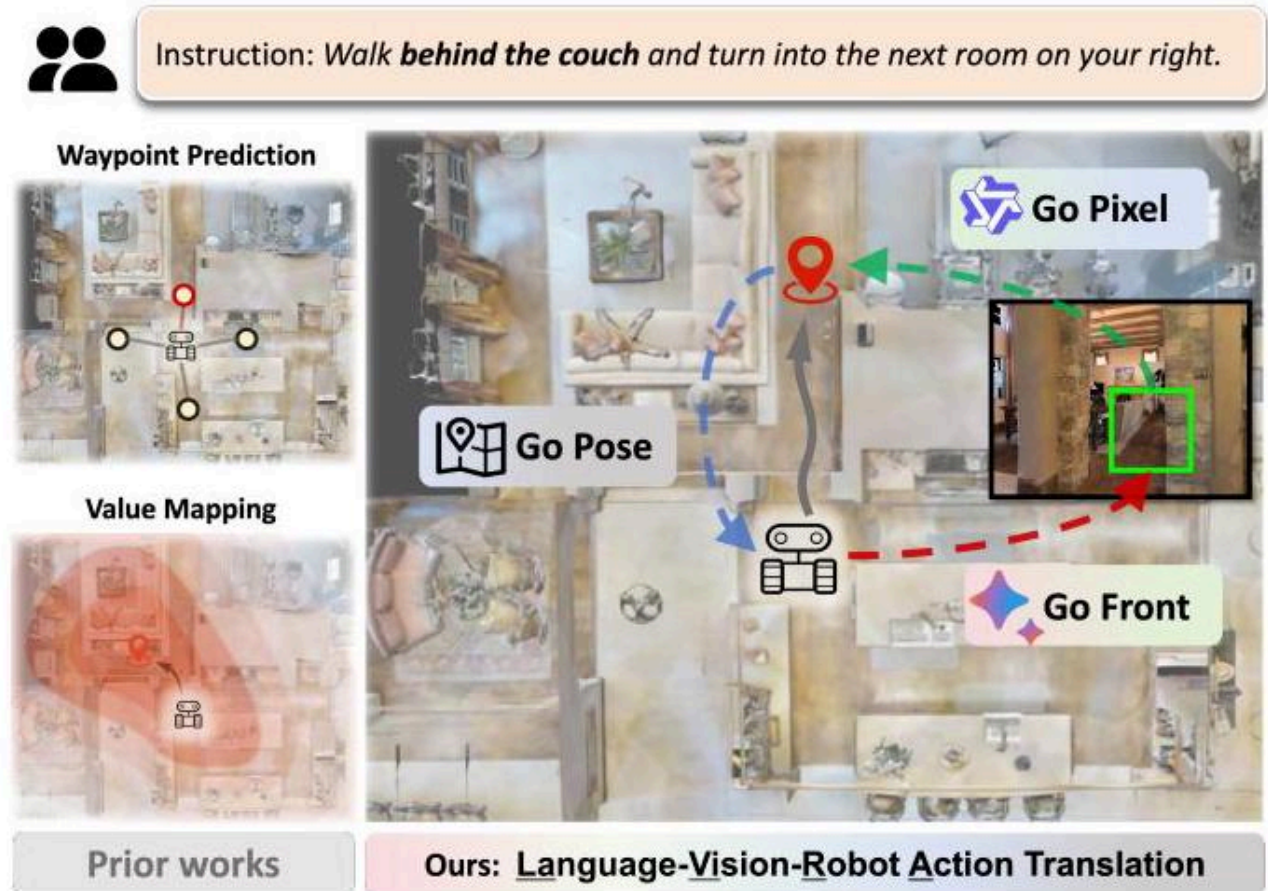 Instruction: Walk behind the couch and turn into the next room on your right.
Waypoint Prediction
Go Pixel
Go Pose
Value Mapping
Go Front
Prior works
Ours: Language-Vision-Robot Action Translation